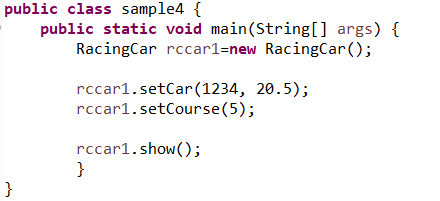 public class sample4 {
public static void main(String[] args) {
RacingCar rccar1=new RacingCar();
rccar1.setCar(1234, 20.5);
rccar1.setCourse(5);
rccar1.show();
}
}